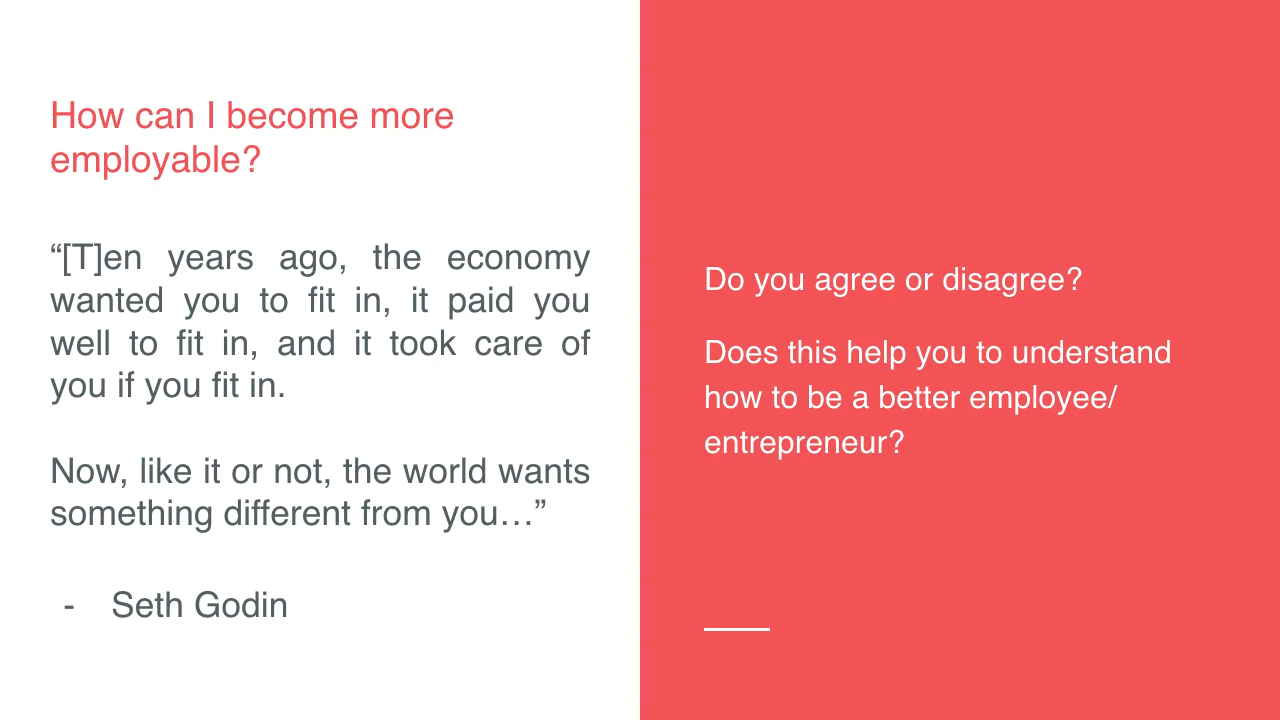 How can I become more
employable?
“[T]en years ago, the economy
wanted you to fit in, it paid you
well to fit in, and it took care of
you if you fit in.
Now, like it or not, the world wants
something different from you…”
- Seth Godin
Do you agree or disagree?
Does this help you to understand
how to be a better employee/
entrepreneur?